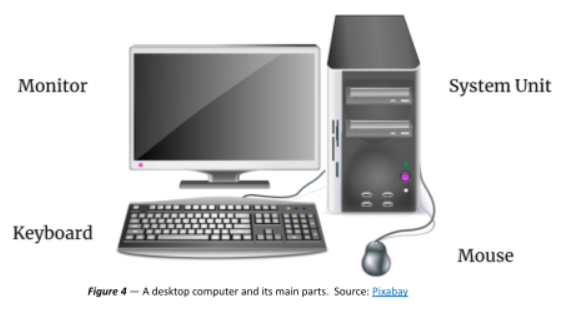 Monitor
System Unit
Keyboard
Mouse
Figure 4 — A desktop computer and its main parts. Source: Pixabay